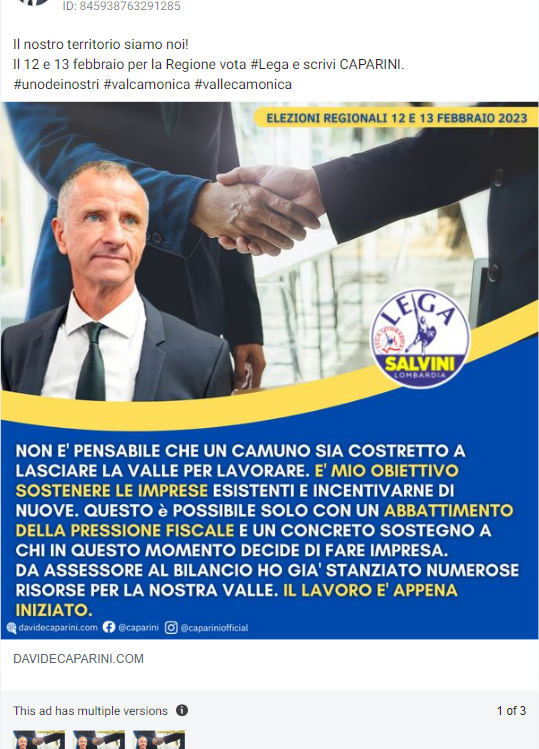 ID: 845938763291285
Il nostro territorio siamo noi!
Il 12 e 13 febbraio per la Regione vota #Lega e scrivi CAPARINI.
#unodeinostri #valcamonica #vallecamonica
ELEZIONI REGIONALI 12 E 13 FEBBRAIO 2023
LEGA
SALVINI
LOMBARDIA
NON E' PENSABILE CHE UN CAMUNO SIA COSTRETTO A
LASCIARE LA VALLE PER LAVORARE. E' MIO OBIETTIVO
SOSTENERE LE IMPRESE ESISTENTI E INCENTIVARNE DI
NUOVE. QUESTO è POSSIBILE SOLO CON UN ABBATTIMENTO
DELLA PRESSIONE FISCALE E UN CONCRETO SOSTEGNO A
CHI IN QUESTO MOMENTO DECIDE DI FARE IMPRESA.
DA ASSESSORE AL BILANCIO HO GIA' STANZIATO NUMEROSE
RISORSE PER LA NOSTRA VALLE. IL LAVORO E' APPENA
INIZIATO.
davidecaparini.com @caparini @capariniofficial
DAVIDECAPARINI.COM
This ad has multiple versions 1 of 3